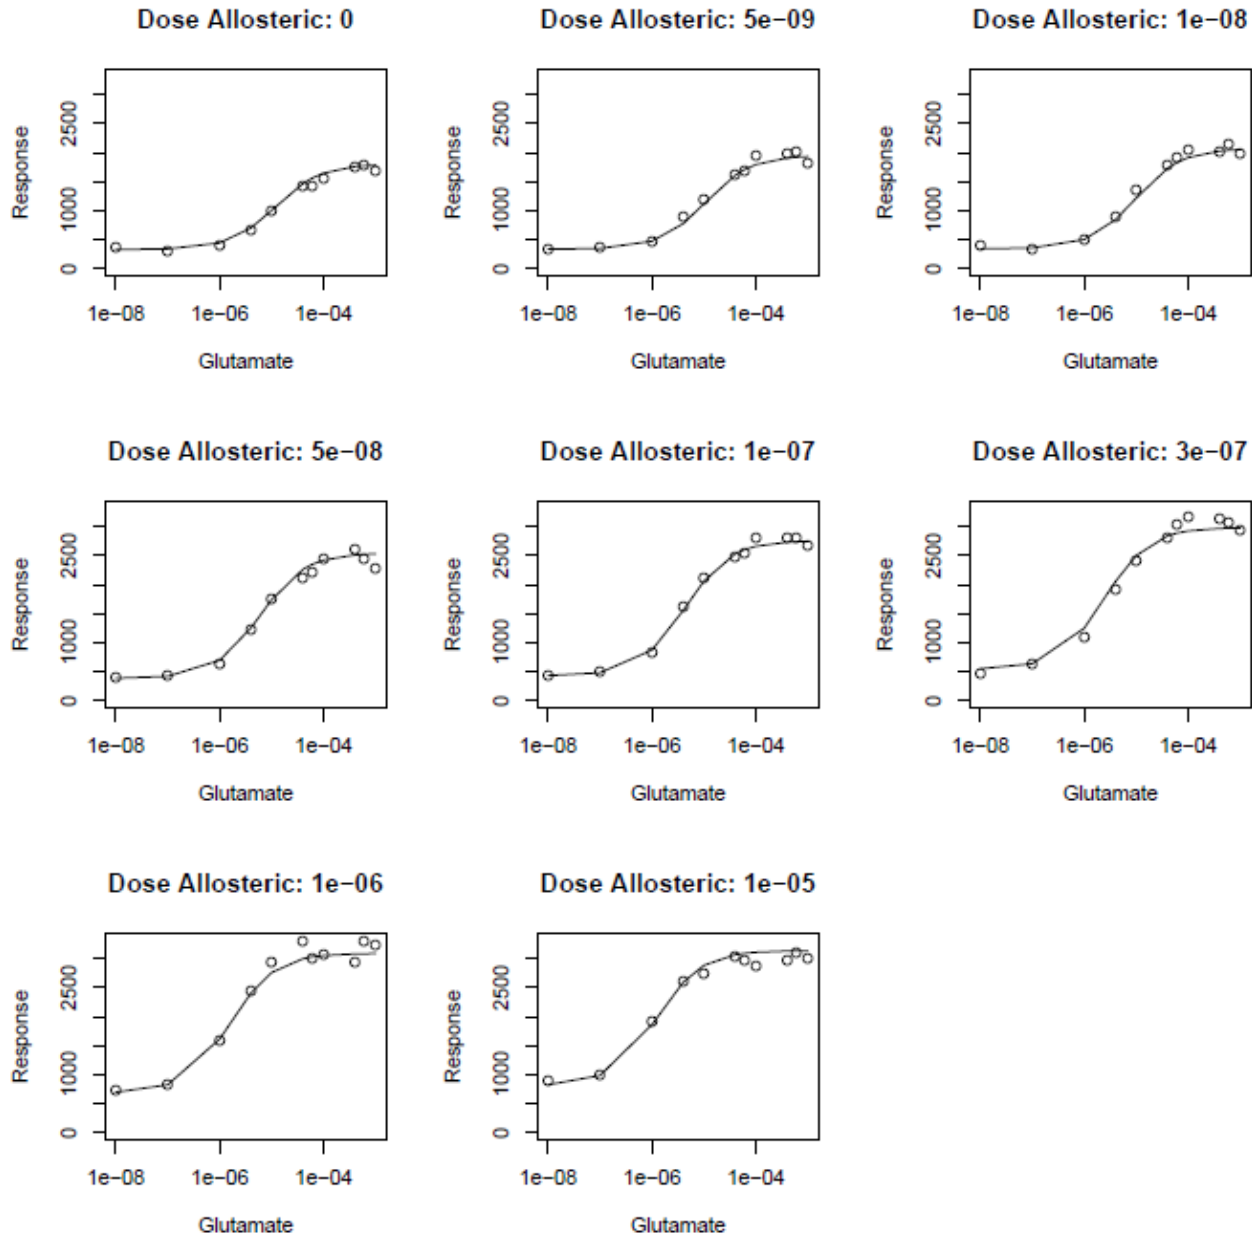 Dose Allosteric: 0
Response
0 1000 2500
1e−08 1e−06 1e−04
Glutamate
Dose Allosteric: 5e−09
Response
0 1000 2500
1e−08 1e−06 1e−04
Glutamate
Dose Allosteric: 1e−08
Response
0 1000 2500
1e−08 1e−06 1e−04
Glutamate
Dose Allosteric: 5e−08
Response
0 1000 2500
1e−08 1e−06 1e−04
Glutamate
Dose Allosteric: 1e−07
Response
0 1000 2500
1e−08 1e−06 1e−04
Glutamate
Dose Allosteric: 3e−07
Response
0 1000 2500
1e−08 1e−06 1e−04
Glutamate
Dose Allosteric: 1e−06
Response
0 1000 2500
1e−08 1e−06 1e−04
Glutamate
Dose Allosteric: 1e−05
Response
0 1000 2500
1e−08 1e−06 1e−04
Glutamate